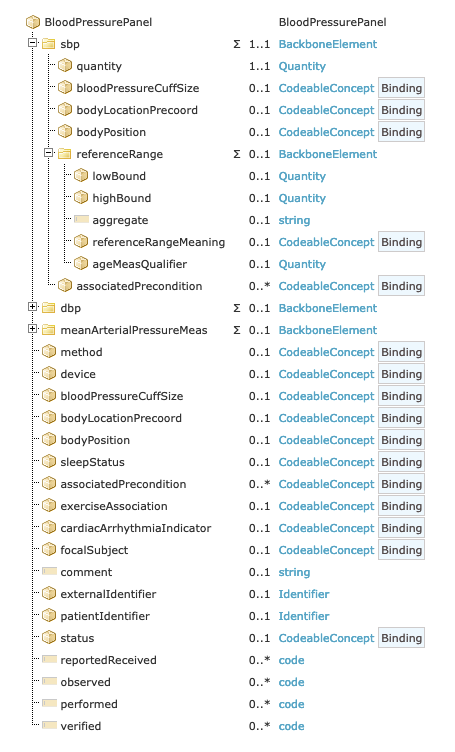 BloodPressurePanel BloodPressurePanel
sbp Σ 1..1 BackboneElement
quantity 1..1 Quantity
bloodPressureCuffSize 0..1 CodeableConcept Binding
bodyLocationPrecoord 0..1 CodeableConcept Binding
bodyPosition 0..1 CodeableConcept Binding
referenceRange Σ 0..1 BackboneElement
lowBound 0..1 Quantity
highBound 0..1 Quantity
aggregate 0..1 string
referenceRangeMeaning 0..1 CodeableConcept Binding
ageMeasQualifier 0..1 Quantity
associatedPrecondition 0..* CodeableConcept Binding
dbp Σ 0..1 BackboneElement
meanArterialPressureMeas Σ 0..1 BackboneElement
method 0..1 CodeableConcept Binding
device 0..1 CodeableConcept Binding
bloodPressureCuffSize 0..1 CodeableConcept Binding
bodyLocationPrecoord 0..1 CodeableConcept Binding
bodyPosition 0..1 CodeableConcept Binding
sleepStatus 0..1 CodeableConcept Binding
associatedPrecondition 0..* CodeableConcept Binding
exerciseAssociation 0..1 CodeableConcept Binding
cardiacArrhythmiaIndicator 0..1 CodeableConcept Binding
focalSubject 0..1 CodeableConcept Binding
comment 0..1 string
externalIdentifier 0..1 Identifier
patientIdentifier 0..1 Identifier
status 0..1 CodeableConcept Binding
reportedReceived 0..* code
observed 0..* code
performed 0..* code
verified 0..* code